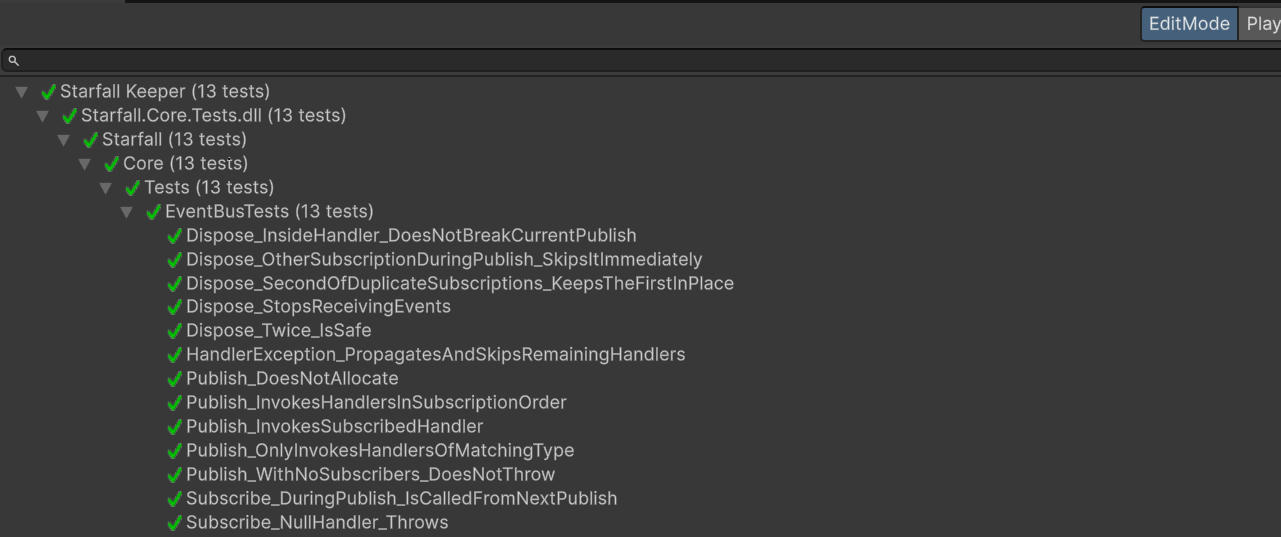 EditMode Play
Starfall Keeper (13 tests)
Starfall.Core.Tests.dll (13 tests)
Starfall (13 tests)
Core (13 tests)
Tests (13 tests)
EventBusTests (13 tests)
Dispose_InsideHandler_DoesNotBreakCurrentPublish
Dispose_OtherSubscriptionDuringPublish_SkipsItImmediately
Dispose_SecondOfDuplicateSubscriptions_KeepsTheFirstInPlace
Dispose_StopsReceivingEvents
Dispose_Twice_IsSafe
HandlerException_PropagatesAndSkipsRemainingHandlers
Publish_DoesNotAllocate
Publish_InvokesHandlersInSubscriptionOrder
Publish_InvokesSubscribedHandler
Publish_OnlyInvokesHandlersOfMatchingType
Publish_WithNoSubscribers_DoesNotThrow
Subscribe_DuringPublish_IsCalledFromNextPublish
Subscribe_NullHandler_Throws